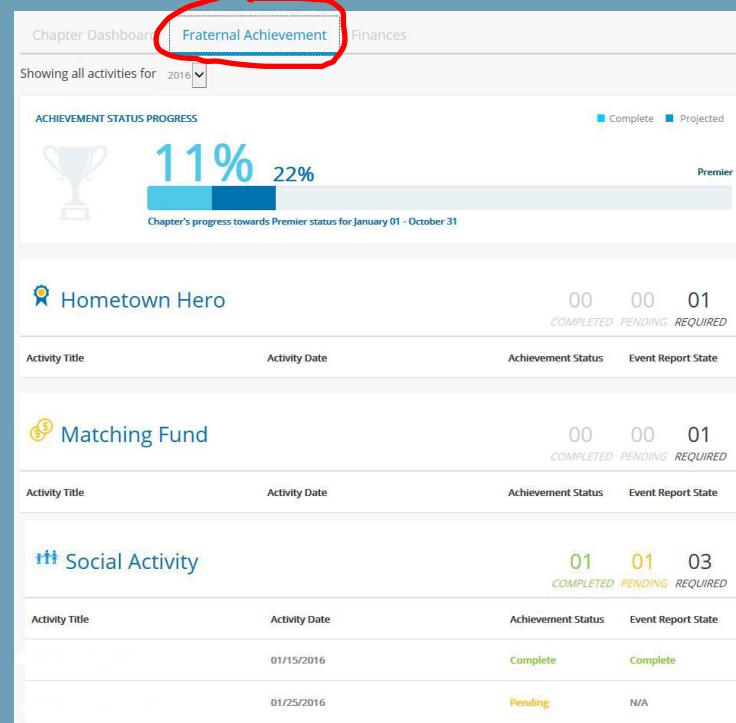 Chapter Dashboard Fraternal Achievement Finances
Showing all activities for 2016
ACHIEVEMENT STATUS PROGRESS Complete Projected
11% 22% Premier
Chapter's progress towards Premier status for January 01 - October 31
Hometown Hero 00 00 01
COMPLETED PENDING REQUIRED
Activity Title Activity Date Achievement Status Event Report State
Matching Fund 00 00 01
COMPLETED PENDING REQUIRED
Activity Title Activity Date Achievement Status Event Report State
Social Activity 01 01 03
COMPLETED PENDING REQUIRED
Activity Title Activity Date Achievement Status Event Report State
01/15/2016 Complete Complete
01/25/2016 Pending N/A